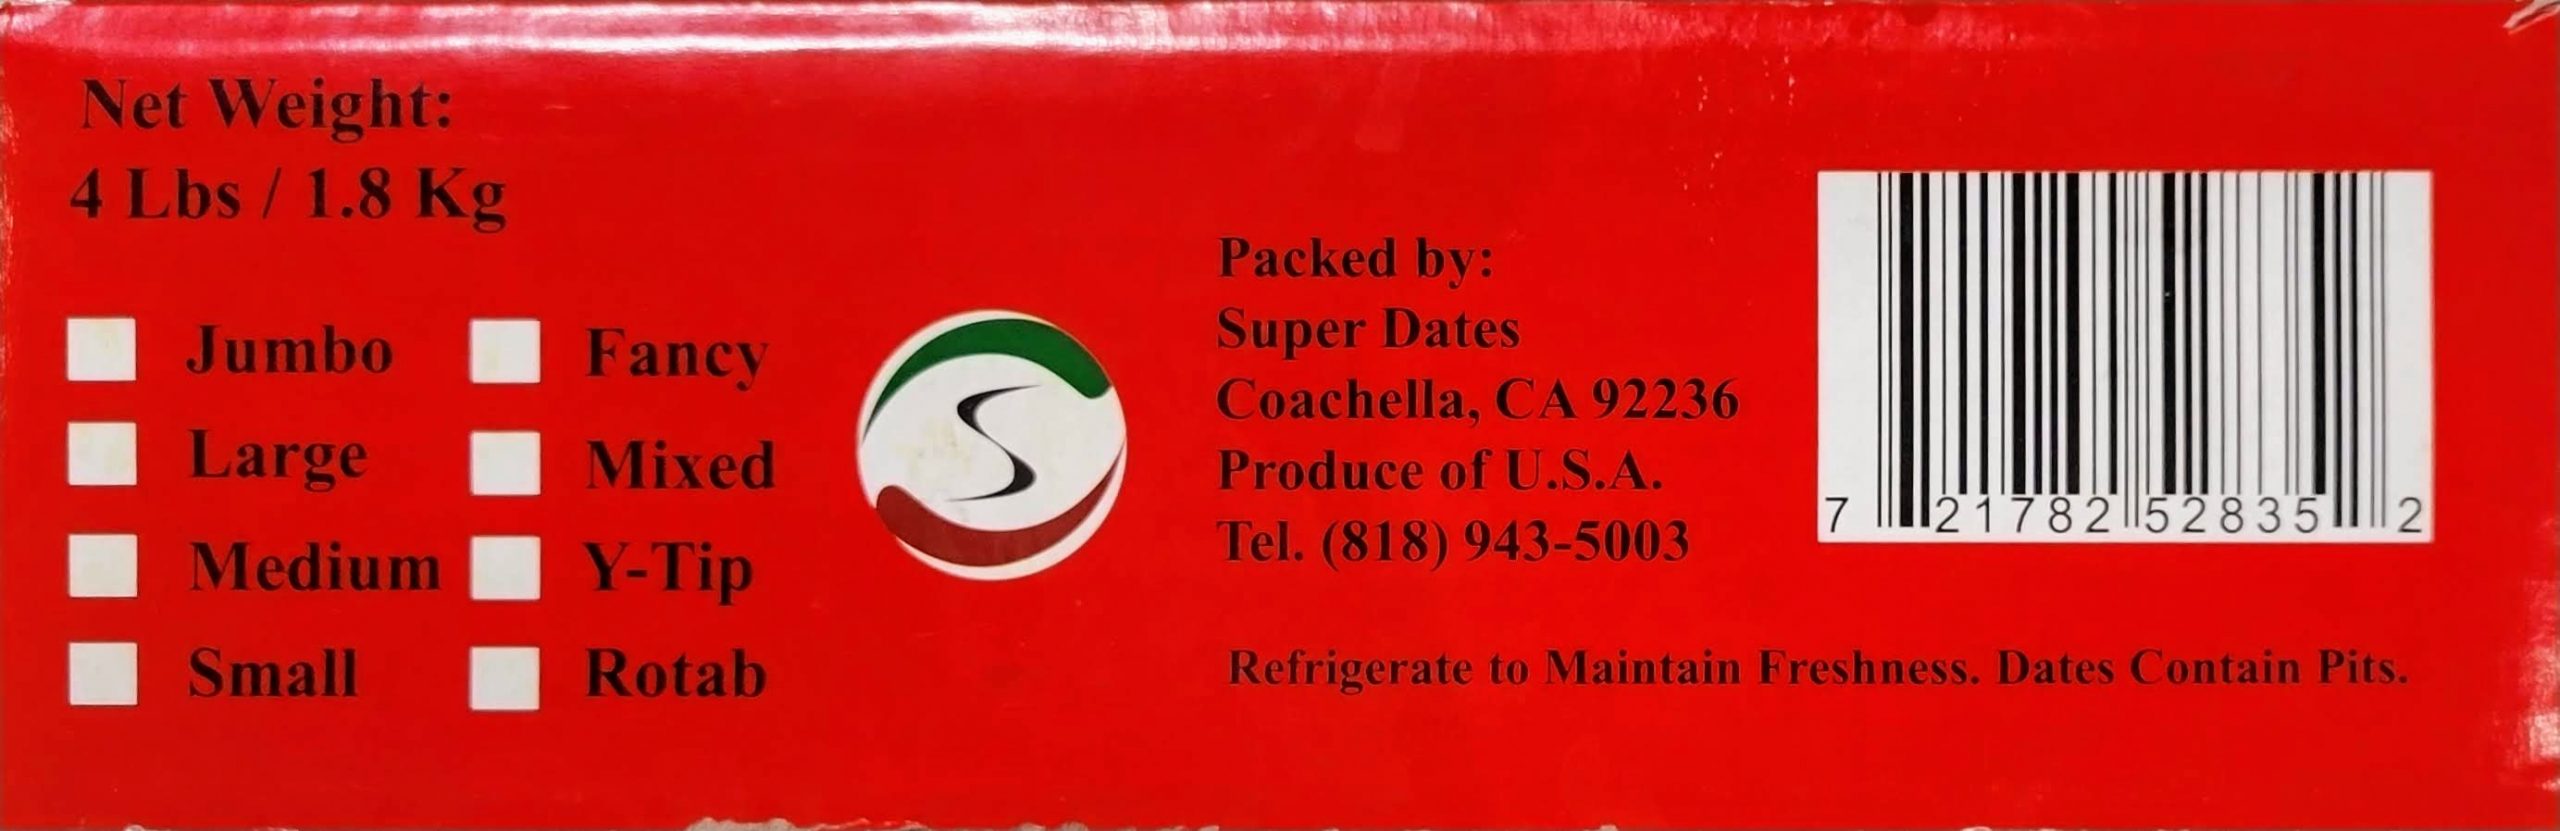 Net Weight:
4 Lbs / 1.8 Kg
Jumbo
Fancy
Large
Mixed
Medium
Y-Tip
Small
Rotab
S
Packed by:
Super Dates
Coachella, CA 92236
Produce of U.S.A.
Tel. (818) 943-5003
7 21782 52835 2
Refrigerate to Maintain Freshness. Dates Contain Pits.